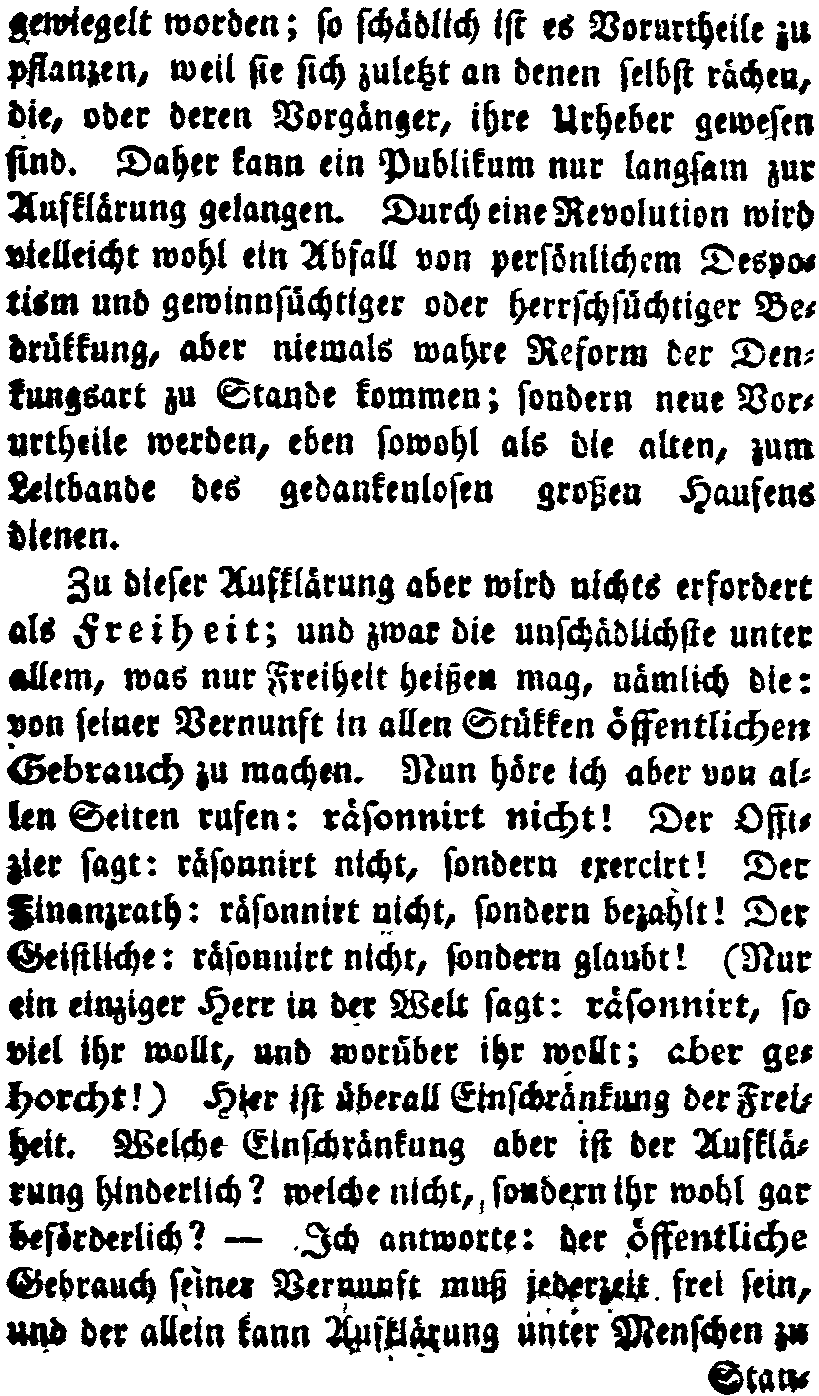 gewiegelt worden; so schädlich ist es Vorurtheile zu
pflanzen, weil sie sich zuletzt an denen selbst rächen,
die, oder deren Vorgänger, ihre Urheber gewesen
sind. Daher kann ein Publikum nur langsam zur
Aufklärung gelangen. Durch eine Revolution wird
vielleicht wohl ein Abfall von persönlichem Despo-
tism und gewinnsüchtiger oder herrschsüchtiger Be-
drükkung, aber niemals wahre Reform der Den-
kungsart zu Stande kommen; sondern neue Vor-
urtheile werden, eben sowohl als die alten, zum
Leitbande des gedankenlosen großen Haufens
dienen.
Zu dieser Aufklärung aber wird nichts erfordert
als Freiheit; und zwar die unschädlichste unter
allem, was nur Freiheit heißen mag, nämlich die:
von seiner Vernunft in allen Stükken öffentlichen
Gebrauch zu machen. Nun höre ich aber von al-
len Seiten rufen: räsonnirt nicht! Der Offi-
zier sagt: räsonnirt nicht, sondern exercirt! Der
Finanzrath: räsonnirt nicht, sondern bezahlt! Der
Geistliche: räsonnirt nicht, sondern glaubt! (Nur
ein einziger Herr in der Welt sagt: räsonnirt, so
viel ihr wollt, und worüber ihr wollt; aber ge-
horcht!) Hier ist überall Einschränkung der Frei-
heit. Welche Einschränkung aber ist der Aufklä-
rung hinderlich? welche nicht, sondern ihr wohl gar
beförderlich? — Ich antworte: der öffentliche
Gebrauch seiner Vernunft muß jederzeit frei sein,
und der allein kann Aufklärung unter Menschen zu
Stan-